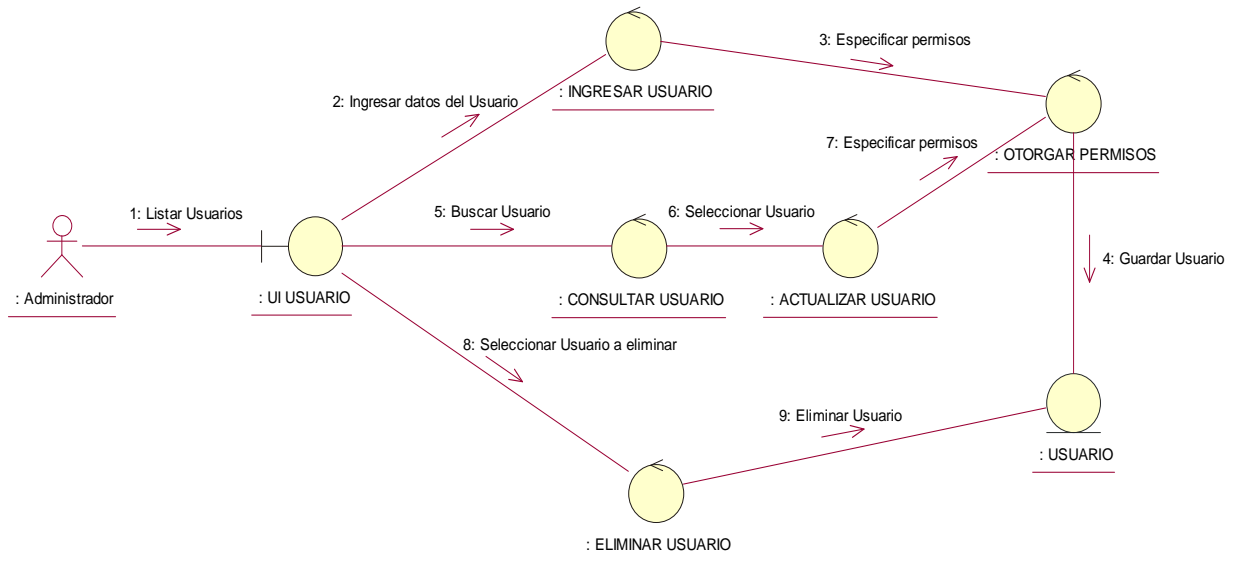 3: Especificar permisos
: INGRESAR USUARIO
2: Ingresar datos del Usuario
7: Especificar permisos
: OTORGAR PERMISOS
1: Listar Usuarios
5: Buscar Usuario
6: Seleccionar Usuario
4: Guardar Usuario
: Administrador
: UI USUARIO
: CONSULTAR USUARIO
: ACTUALIZAR USUARIO
8: Seleccionar Usuario a eliminar
9: Eliminar Usuario
: USUARIO
: ELIMINAR USUARIO